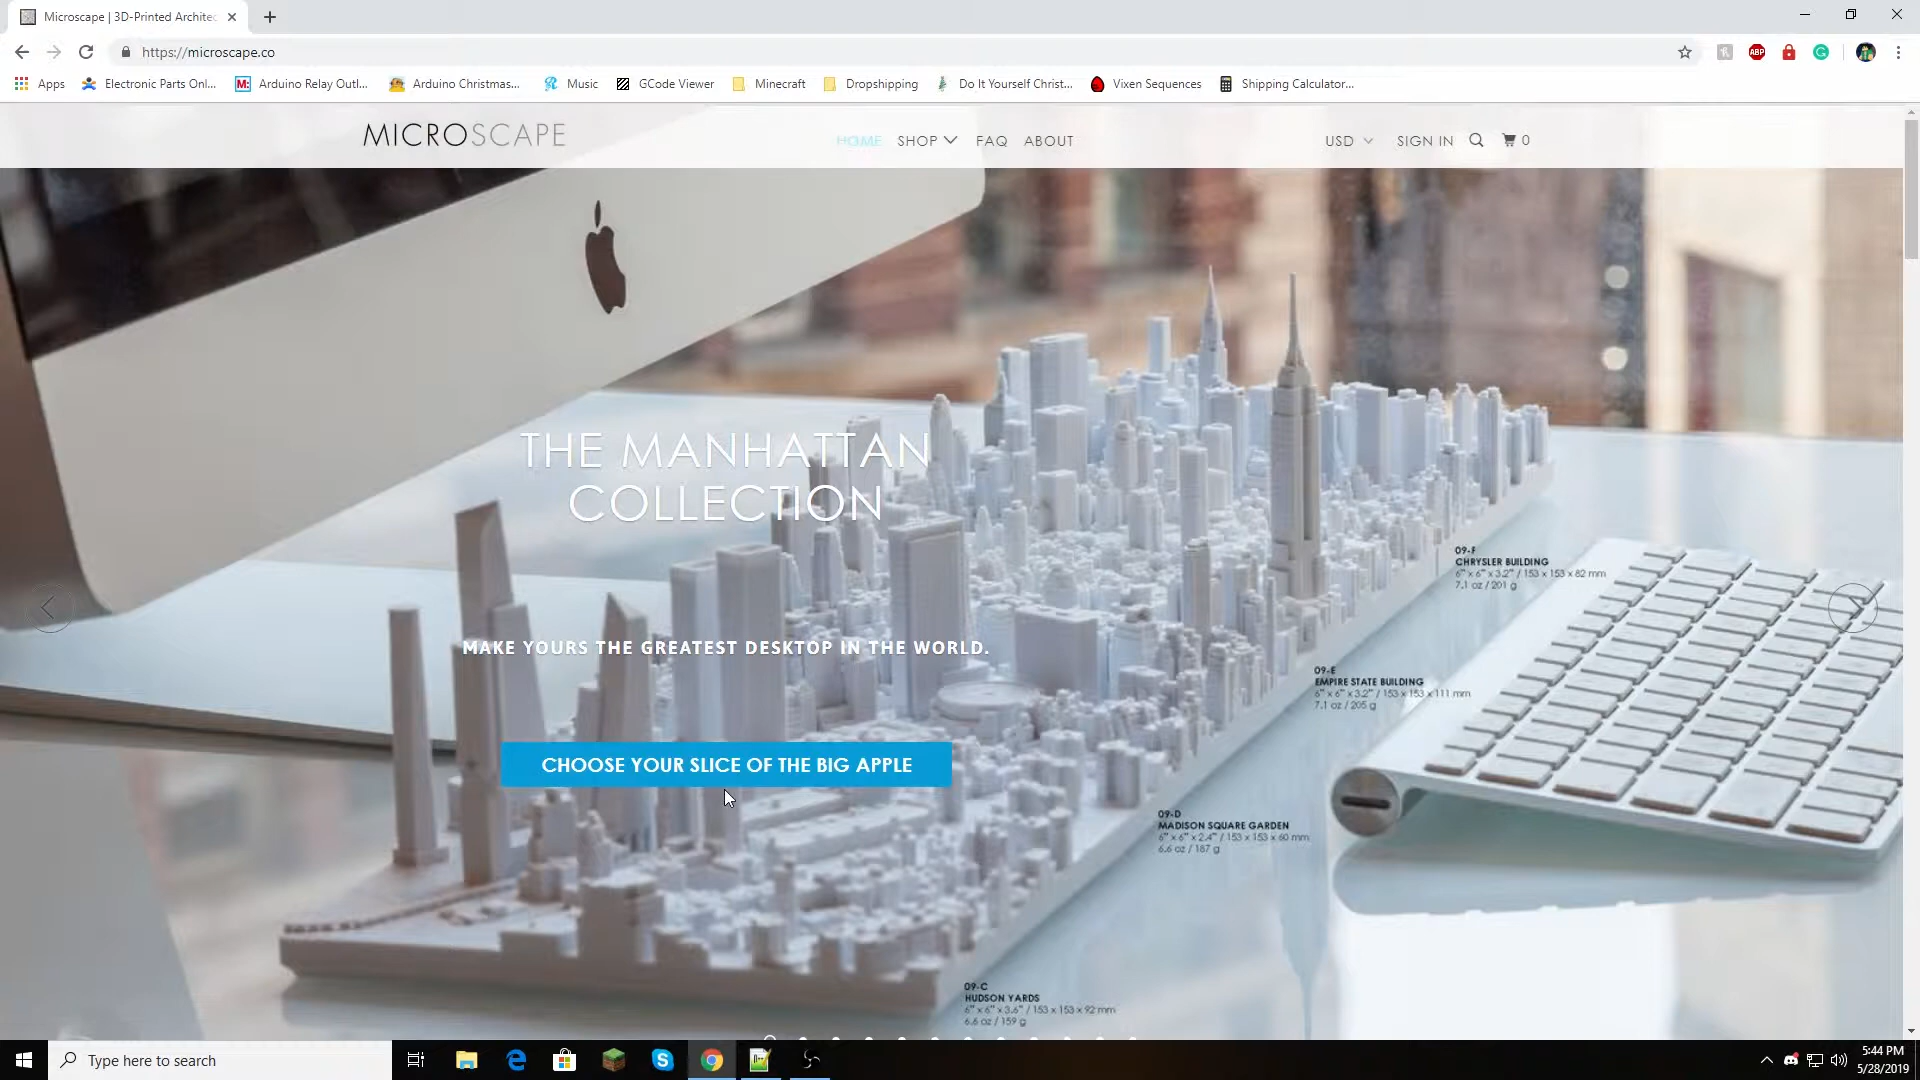 Microscape | 3D-Printed Architec
https://microscape.co
Apps
Electronic Parts Onl...
Arduino Relay Outl...
Arduino Christmas...
Music
GCode Viewer
Minecraft
Dropshipping
Do It Yourself Christ...
Vixen Sequences
Shipping Calculator...
ABP
MICROSCAPE
HOME
SHOP
FAQ
ABOUT
USD
SIGN IN
0
THE MANHATTAN
COLLECTION
MAKE YOURS THE GREATEST DESKTOP IN THE WORLD.
CHOOSE YOUR SLICE OF THE BIG APPLE
09-F
CHRYSLER BUILDING
6" x 6" x 3.2" / 153 x 153 x 82 mm
7.1 oz / 201 g
09-E
EMPIRE STATE BUILDING
6" x 6" x 3.2" / 153 x 153 x 111 mm
7.1 oz / 205 g
09-D
MADISON SQUARE GARDEN
6" x 6" x 2.4" / 153 x 153 x 60 mm
6.6 oz / 187 g
09-C
HUDSON YARDS
6" x 6" x 3.6" / 153 x 153 x 92 mm
6.6 oz / 159 g
Type here to search
5:44 PM
5/28/2019